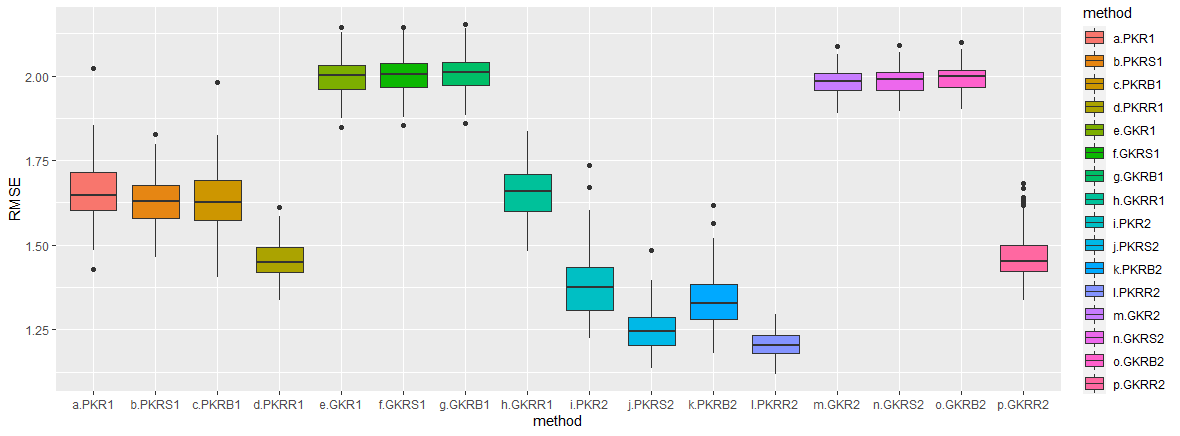 RMSE
2.00
1.75
1.50
1.25
a.PKR1 b.PKRS1 c.PKRB1 d.PKRR1 e.GKR1 f.GKRS1 g.GKRB1 h.GKRR1 i.PKR2 j.PKRS2 k.PKRB2 l.PKRR2 m.GKR2 n.GKRS2 o.GKRB2 p.GKRR2
method
method
a.PKR1
b.PKRS1
c.PKRB1
d.PKRR1
e.GKR1
f.GKRS1
g.GKRB1
h.GKRR1
i.PKR2
j.PKRS2
k.PKRB2
l.PKRR2
m.GKR2
n.GKRS2
o.GKRB2
p.GKRR2